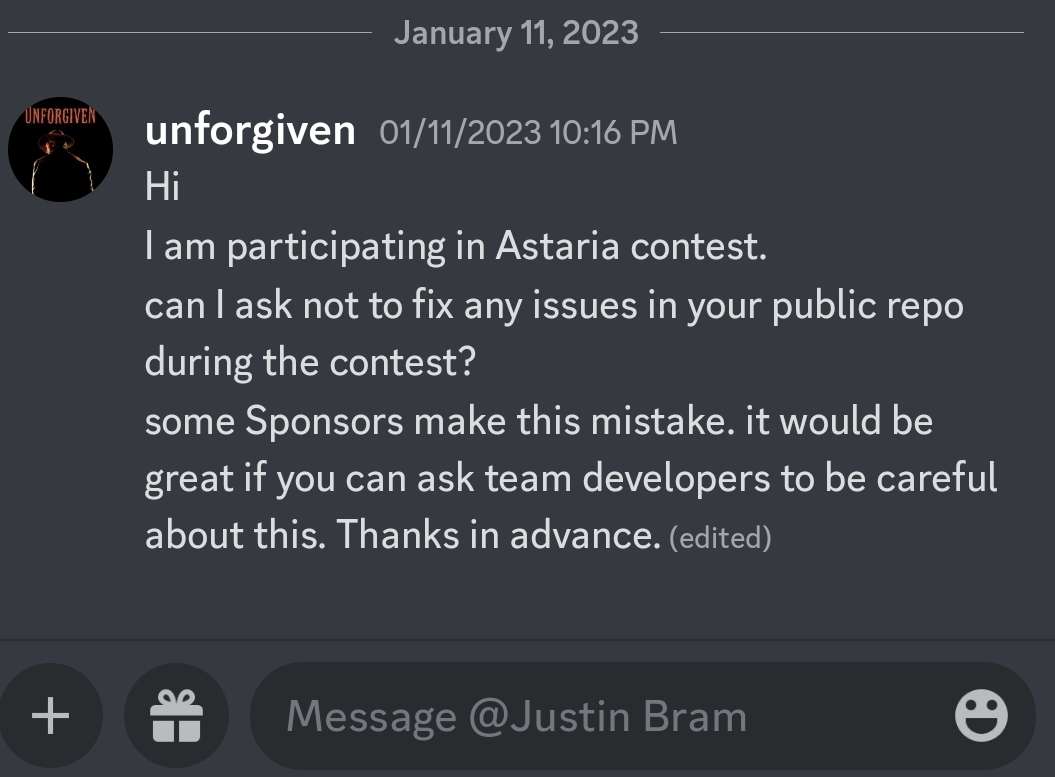 January 11, 2023
UNFORGIVEN
unforgiven 01/11/2023 10:16 PM
Hi
I am participating in Astaria contest.
can I ask not to fix any issues in your public repo
during the contest?
some Sponsors make this mistake. it would be
great if you can ask team developers to be careful
about this. Thanks in advance. (edited)
Message @Justin Bram